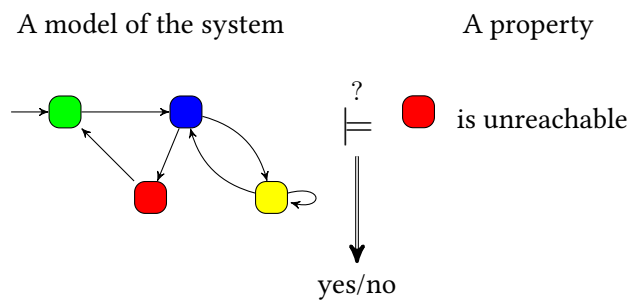 A model of the system
A property
?
⊨
is unreachable
yes/no